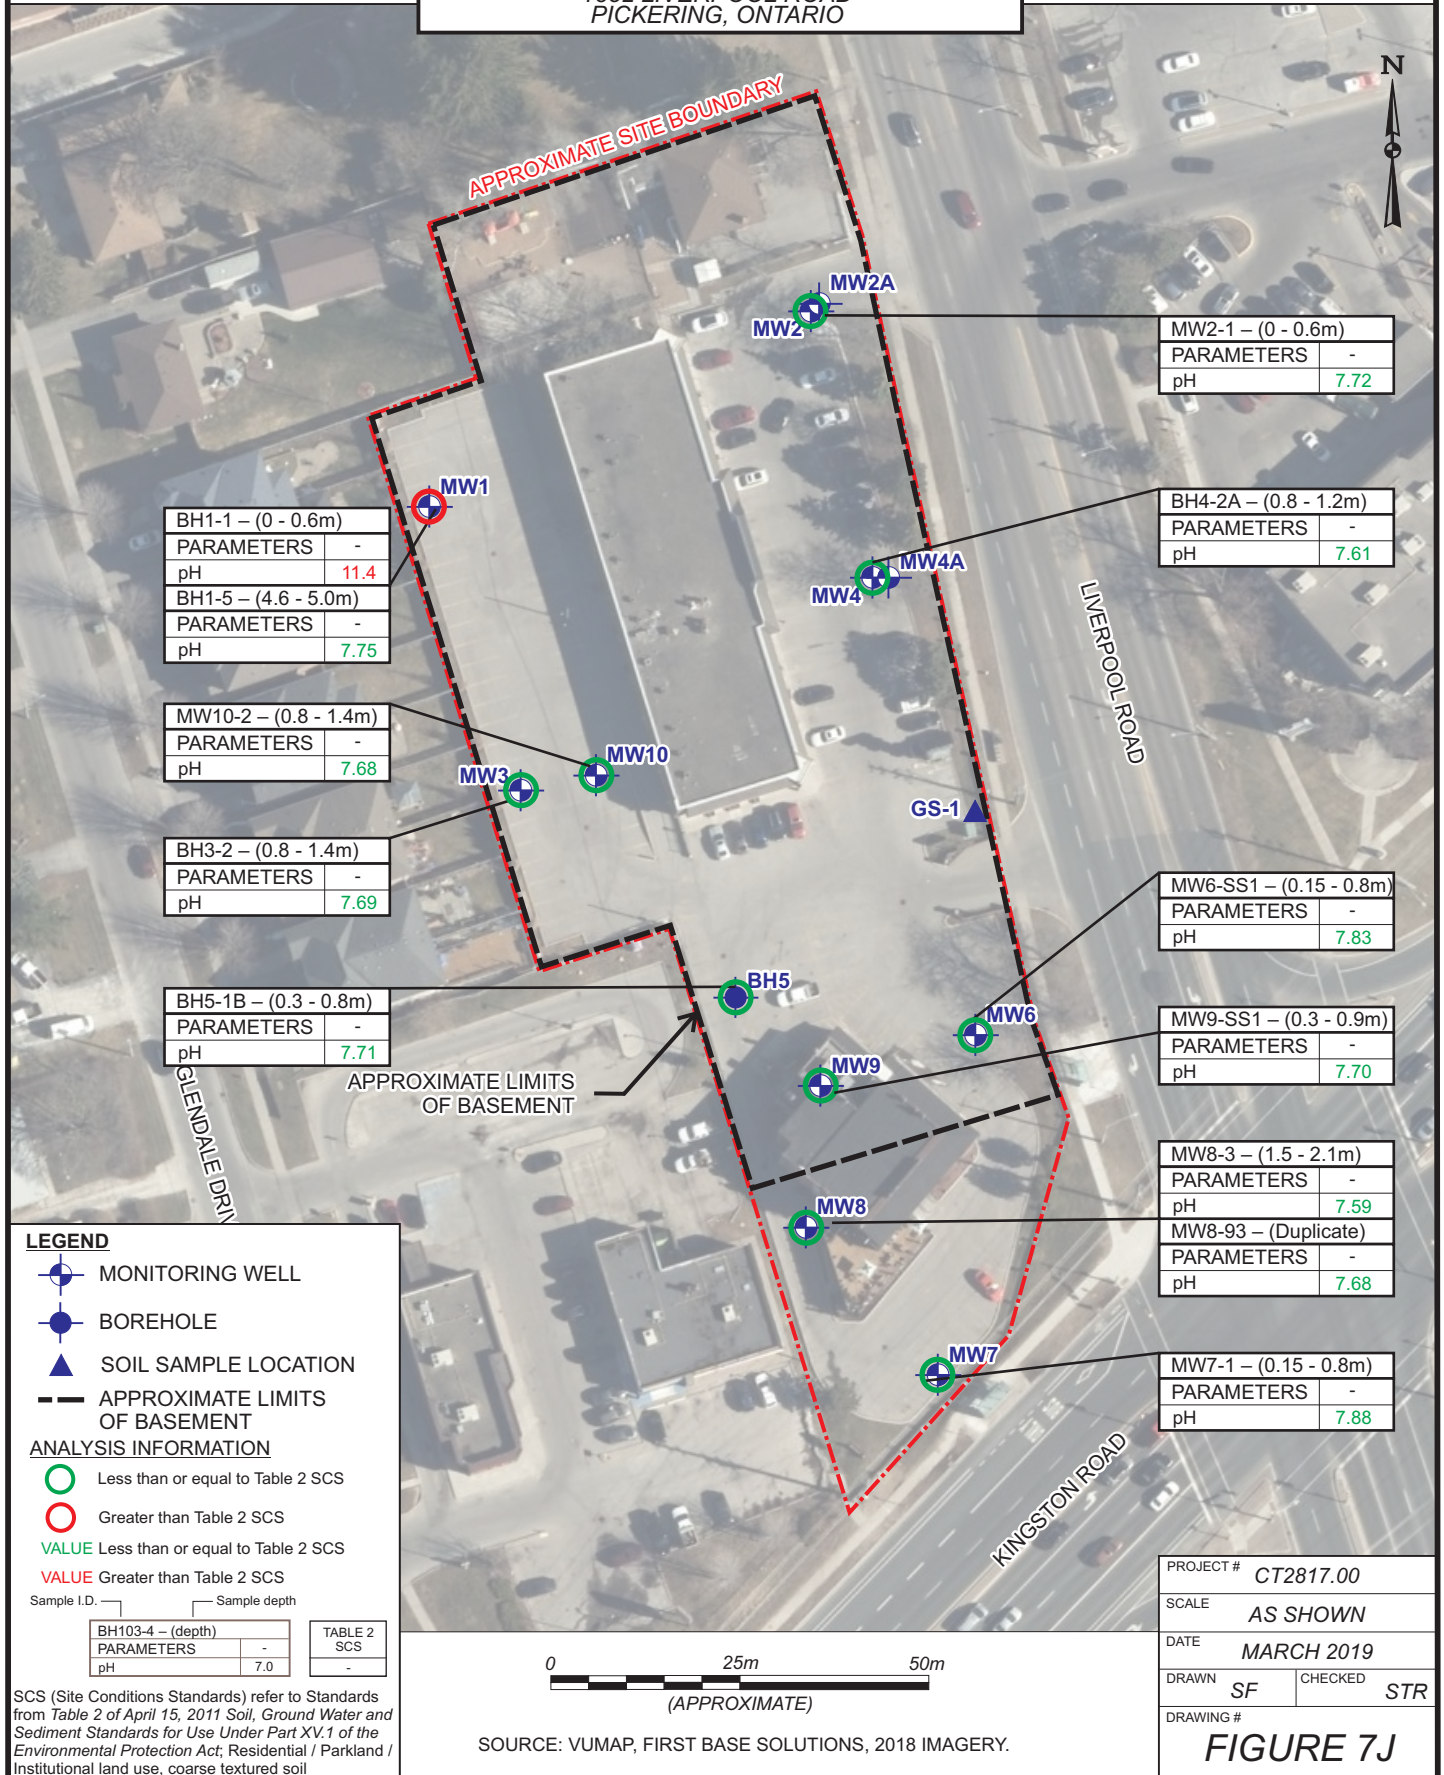 PICKERING, ONTARIO
N
APPROXIMATE SITE BOUNDARY
MW2A
MW2
MW2-1 – (0 - 0.6m)
PARAMETERS -
pH 7.72
MW1
BH1-1 – (0 - 0.6m)
PARAMETERS -
pH 11.4
BH1-5 – (4.6 - 5.0m)
PARAMETERS -
pH 7.75
BH4-2A – (0.8 - 1.2m)
PARAMETERS -
pH 7.61
MW4A
MW4
LIVERPOOL ROAD
MW10-2 – (0.8 - 1.4m)
PARAMETERS -
pH 7.68
MW10
MW3
GS-1
BH3-2 – (0.8 - 1.4m)
PARAMETERS -
pH 7.69
MW6-SS1 – (0.15 - 0.8m)
PARAMETERS -
pH 7.83
BH5
BH5-1B – (0.3 - 0.8m)
PARAMETERS -
pH 7.71
MW6
MW9-SS1 – (0.3 - 0.9m)
PARAMETERS -
pH 7.70
MW9
APPROXIMATE LIMITS
OF BASEMENT
GLENDALE DRIV
MW8-3 – (1.5 - 2.1m)
PARAMETERS -
pH 7.59
MW8-93 – (Duplicate)
PARAMETERS -
pH 7.68
MW8
MW7
MW7-1 – (0.15 - 0.8m)
PARAMETERS -
pH 7.88
KINGSTON ROAD
LEGEND
MONITORING WELL
BOREHOLE
SOIL SAMPLE LOCATION
APPROXIMATE LIMITS
OF BASEMENT
ANALYSIS INFORMATION
Less than or equal to Table 2 SCS
Greater than Table 2 SCS
VALUE Less than or equal to Table 2 SCS
VALUE Greater than Table 2 SCS
Sample I.D. Sample depth
BH103-4 – (depth)
PARAMETERS -
pH 7.0
TABLE 2
SCS
-
SCS (Site Conditions Standards) refer to Standards
from Table 2 of April 15, 2011 Soil, Ground Water and
Sediment Standards for Use Under Part XV.1 of the
Environmental Protection Act; Residential / Parkland /
Institutional land use, coarse textured soil
0 25m 50m
(APPROXIMATE)
SOURCE: VUMAP, FIRST BASE SOLUTIONS, 2018 IMAGERY.
PROJECT # CT2817.00
SCALE AS SHOWN
DATE MARCH 2019
DRAWN SF CHECKED STR
DRAWING #
FIGURE 7J